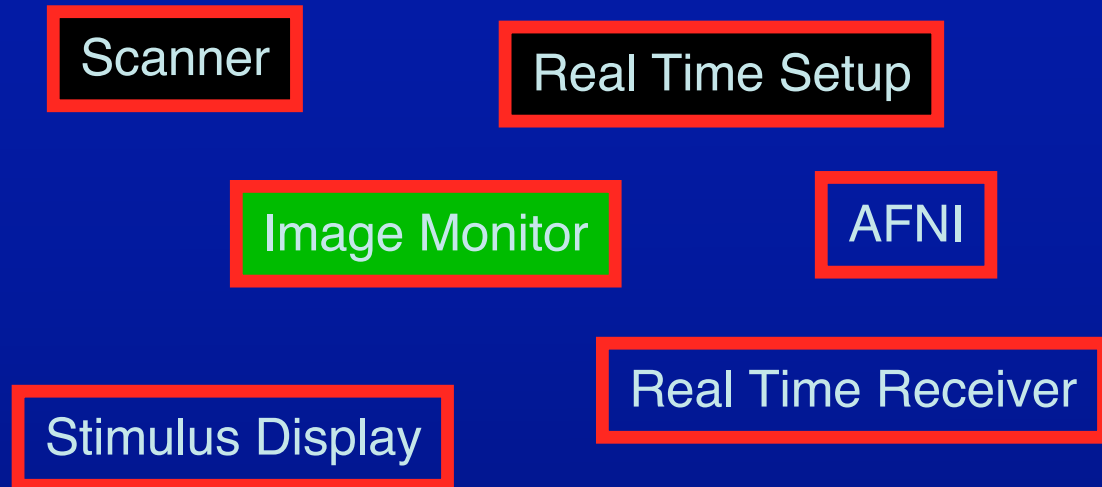 Scanner
Real Time Setup
Image Monitor
AFNI
Real Time Receiver
Stimulus Display